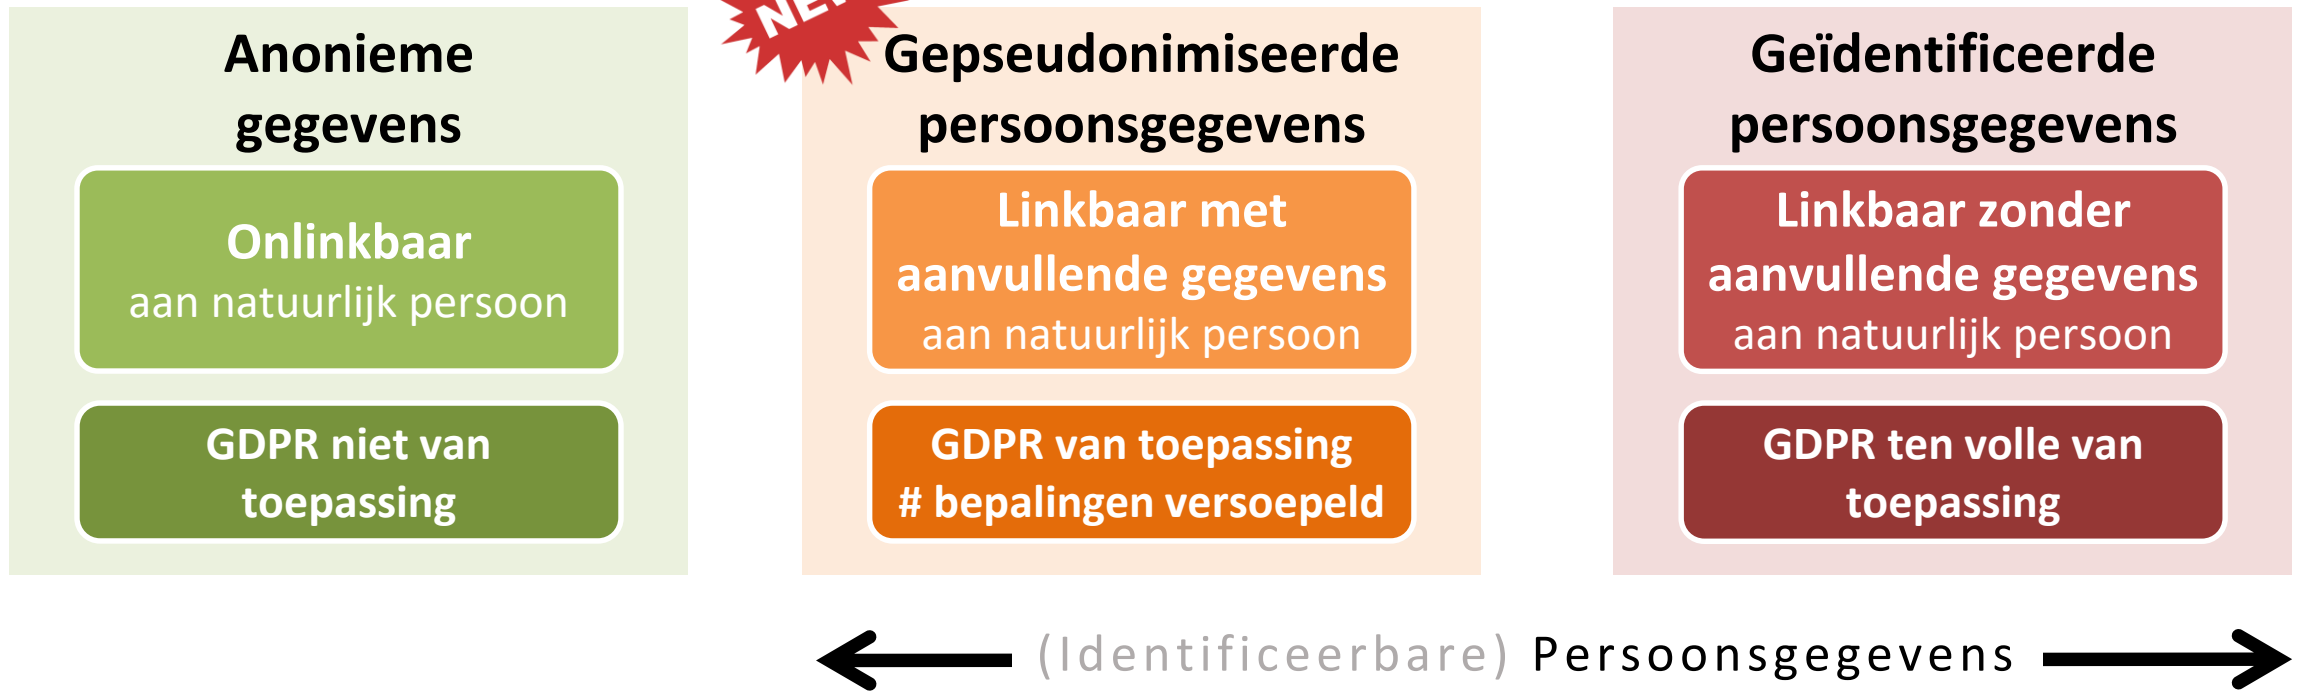 Anonieme
gegevens
Onlinkbaar
aan natuurlijk persoon
GDPR niet van
toepassing
Gepseudonimiseerde
persoonsgegevens
Linkbaar met
aanvullende gegevens
aan natuurlijk persoon
GDPR van toepassing
# bepalingen versoepeld
Geïdentificeerde
persoonsgegevens
Linkbaar zonder
aanvullende gegevens
aan natuurlijk persoon
GDPR ten volle van
toepassing
(Identificeerbare) Persoonsgegevens